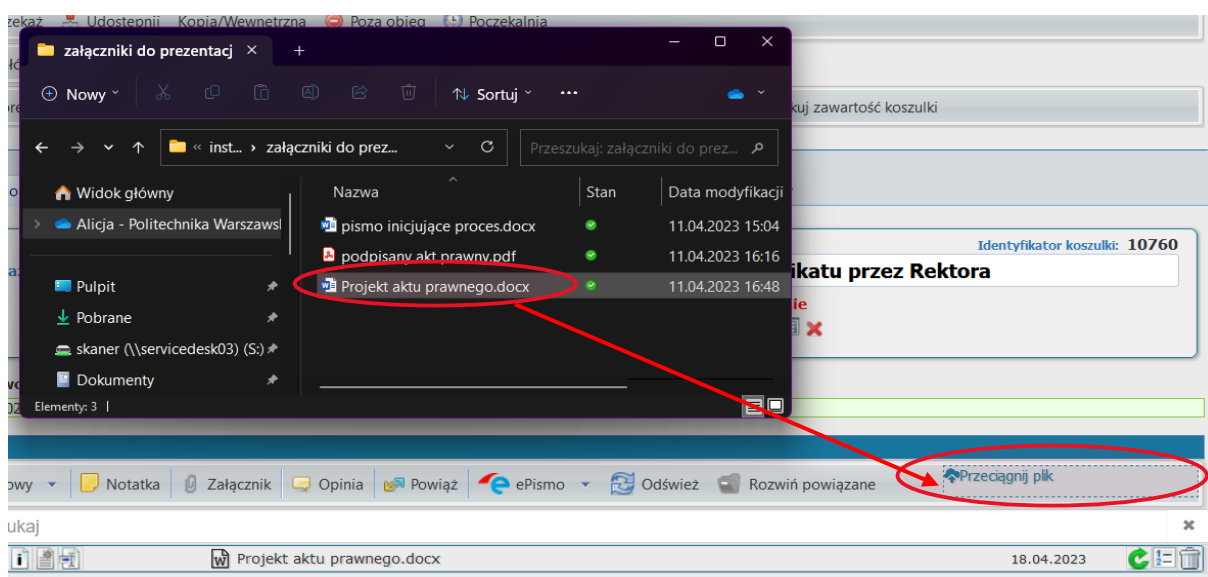 Udostępnij Kopia/Wewnętrzna Poza obieg Poczekalnia
załączniki do prezentacj
Nowy Sortuj
kuj zawartość koszulki
« inst... › załączniki do prez... Przeszukaj: załączniki do prez...
Widok główny Nazwa Stan Data modyfikacji
Alicja - Politechnika Warszawsl pismo inicjujące proces.docx 11.04.2023 15:04
podpisany akt prawny.pdf 11.04.2023 16:16
Identyfikator koszulki: 10760
ikatu przez Rektora
Pulpit Projekt aktu prawnego.docx 11.04.2023 16:48
ie
Pobrane
skaner (\\servicedesk03) (S:)
Dokumenty
Elementy: 3
owy Notatka Załącznik Opinia Powiąż ePismo Odśwież Rozwiń powiązane Przeciągnij plik
ukaj
Projekt aktu prawnego.docx 18.04.2023